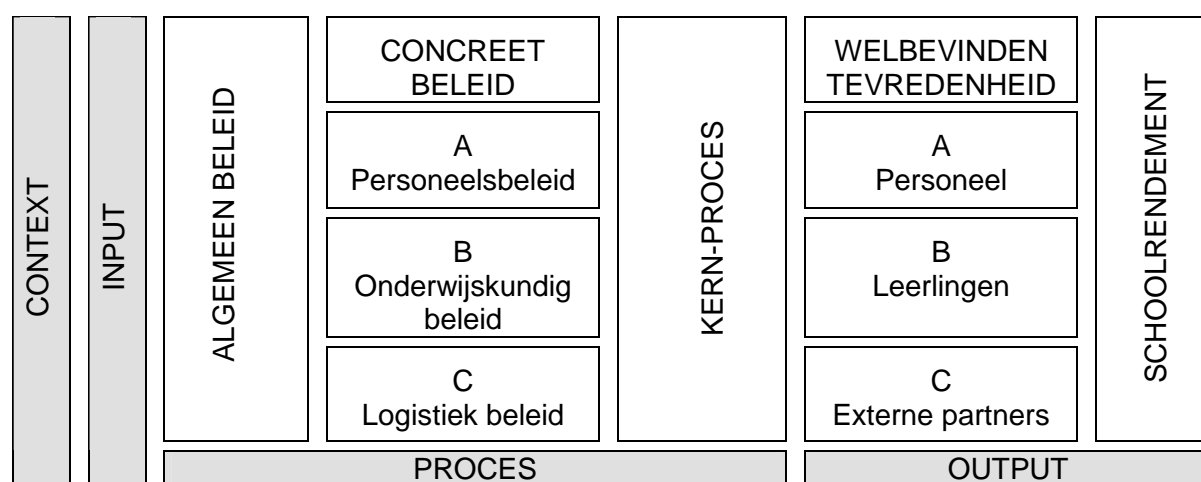 CONTEXT
INPUT
ALGEMEEN BELEID
CONCREET
BELEID
A
Personeelsbeleid
B
Onderwijskundig
beleid
C
Logistiek beleid
KERN-PROCES
WELBEVINDEN
TEVREDENHEID
A
Personeel
B
Leerlingen
C
Externe partners
SCHOOLRENDEMENT
PROCES
OUTPUT